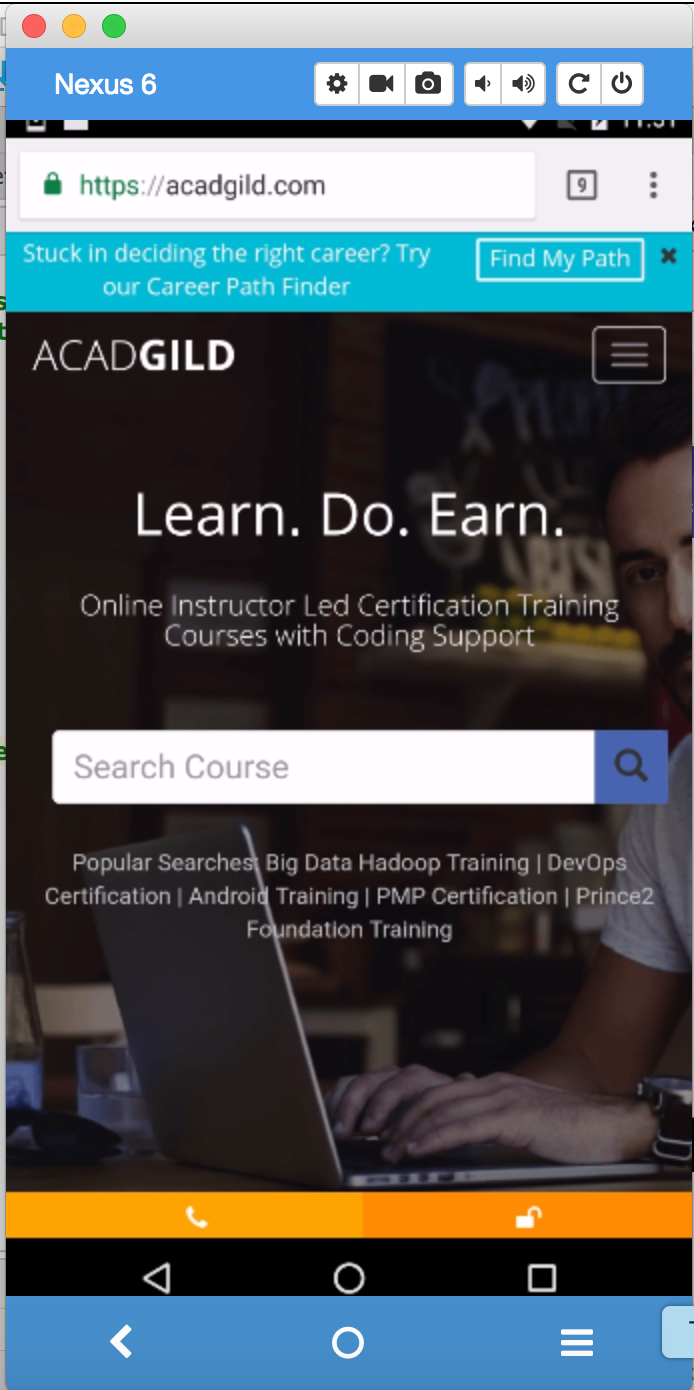 Nexus 6
https://acadgild.com
9
Stuck in deciding the right career? Try
our Career Path Finder
Find My Path
ACADGILD
Learn. Do. Earn.
Online Instructor Led Certification Training
Courses with Coding Support
Search Course
Popular Searches: Big Data Hadoop Training | DevOps
Certification | Android Training | PMP Certification | Prince2
Foundation Training